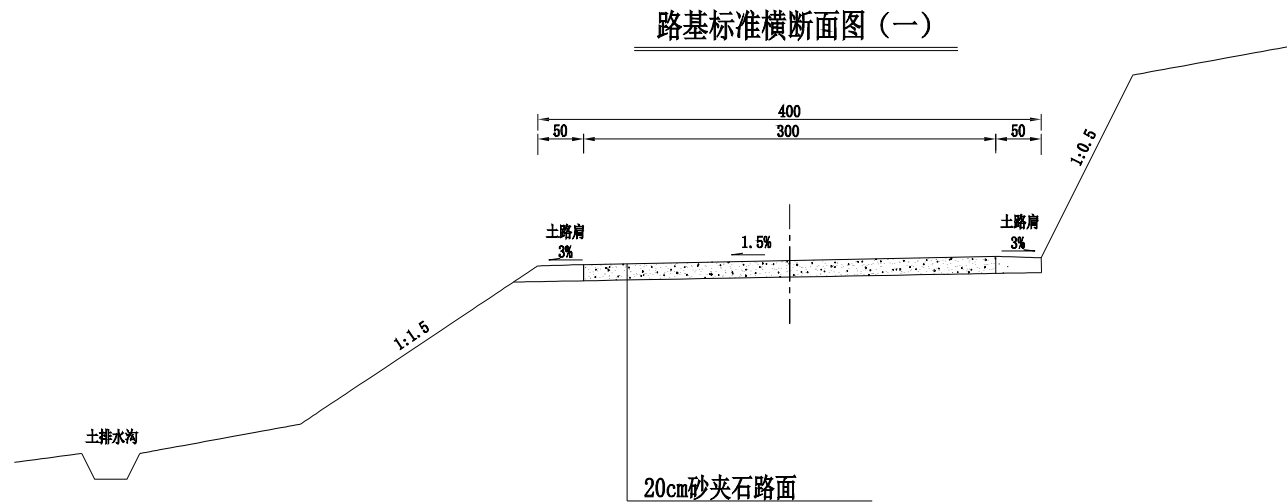 路基标准横断面图（一）
400
50 300 50
1:0.5
土路肩
3%
1.5%
土路肩
3%
1:1.5
土排水沟
20cm砂夹石路面